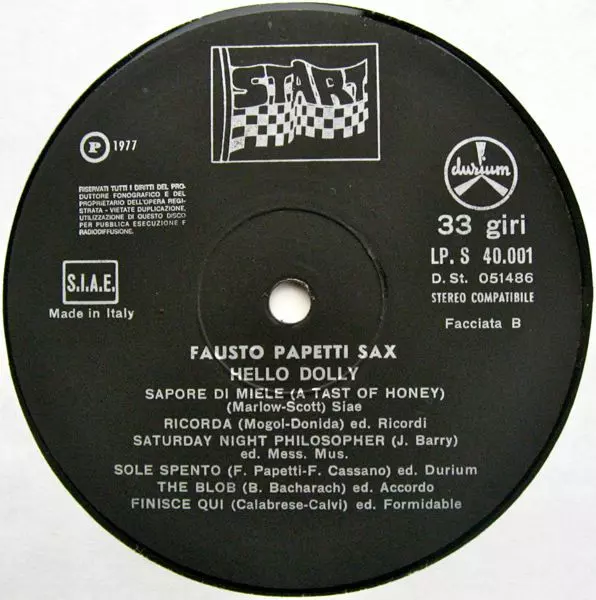 START
P 1977
RISERVATI TUTTI I DIRITTI DEL PRO-
DUTTORE FONOGRAFICO E DEL
PROPRIETARIO DELL'OPERA REGI-
STRATA - VIETATE DUPLICAZIONE,
UTILIZZAZIONE DI QUESTO DISCO
PER PUBBLICA ESECUZIONE E
RADIODIFFUSIONE.
S.I.A.E.
Made in Italy
durium
33 giri
LP. S 40.001
D. St. 051486
STEREO COMPATIBILE
Facciata B
FAUSTO PAPETTI SAX
HELLO DOLLY
SAPORE DI MIELE (A TAST OF HONEY)
(Marlow-Scott) Siae
RICORDA (Mogol-Donida) ed. Ricordi
SATURDAY NIGHT PHILOSOPHER (J. Barry)
ed. Mess. Mus.
SOLE SPENTO (F. Papetti-F. Cassano) ed. Durium
THE BLOB (B. Bacharach) ed. Accordo
FINISCE QUI (Calabrese-Calvi) ed. Formidable